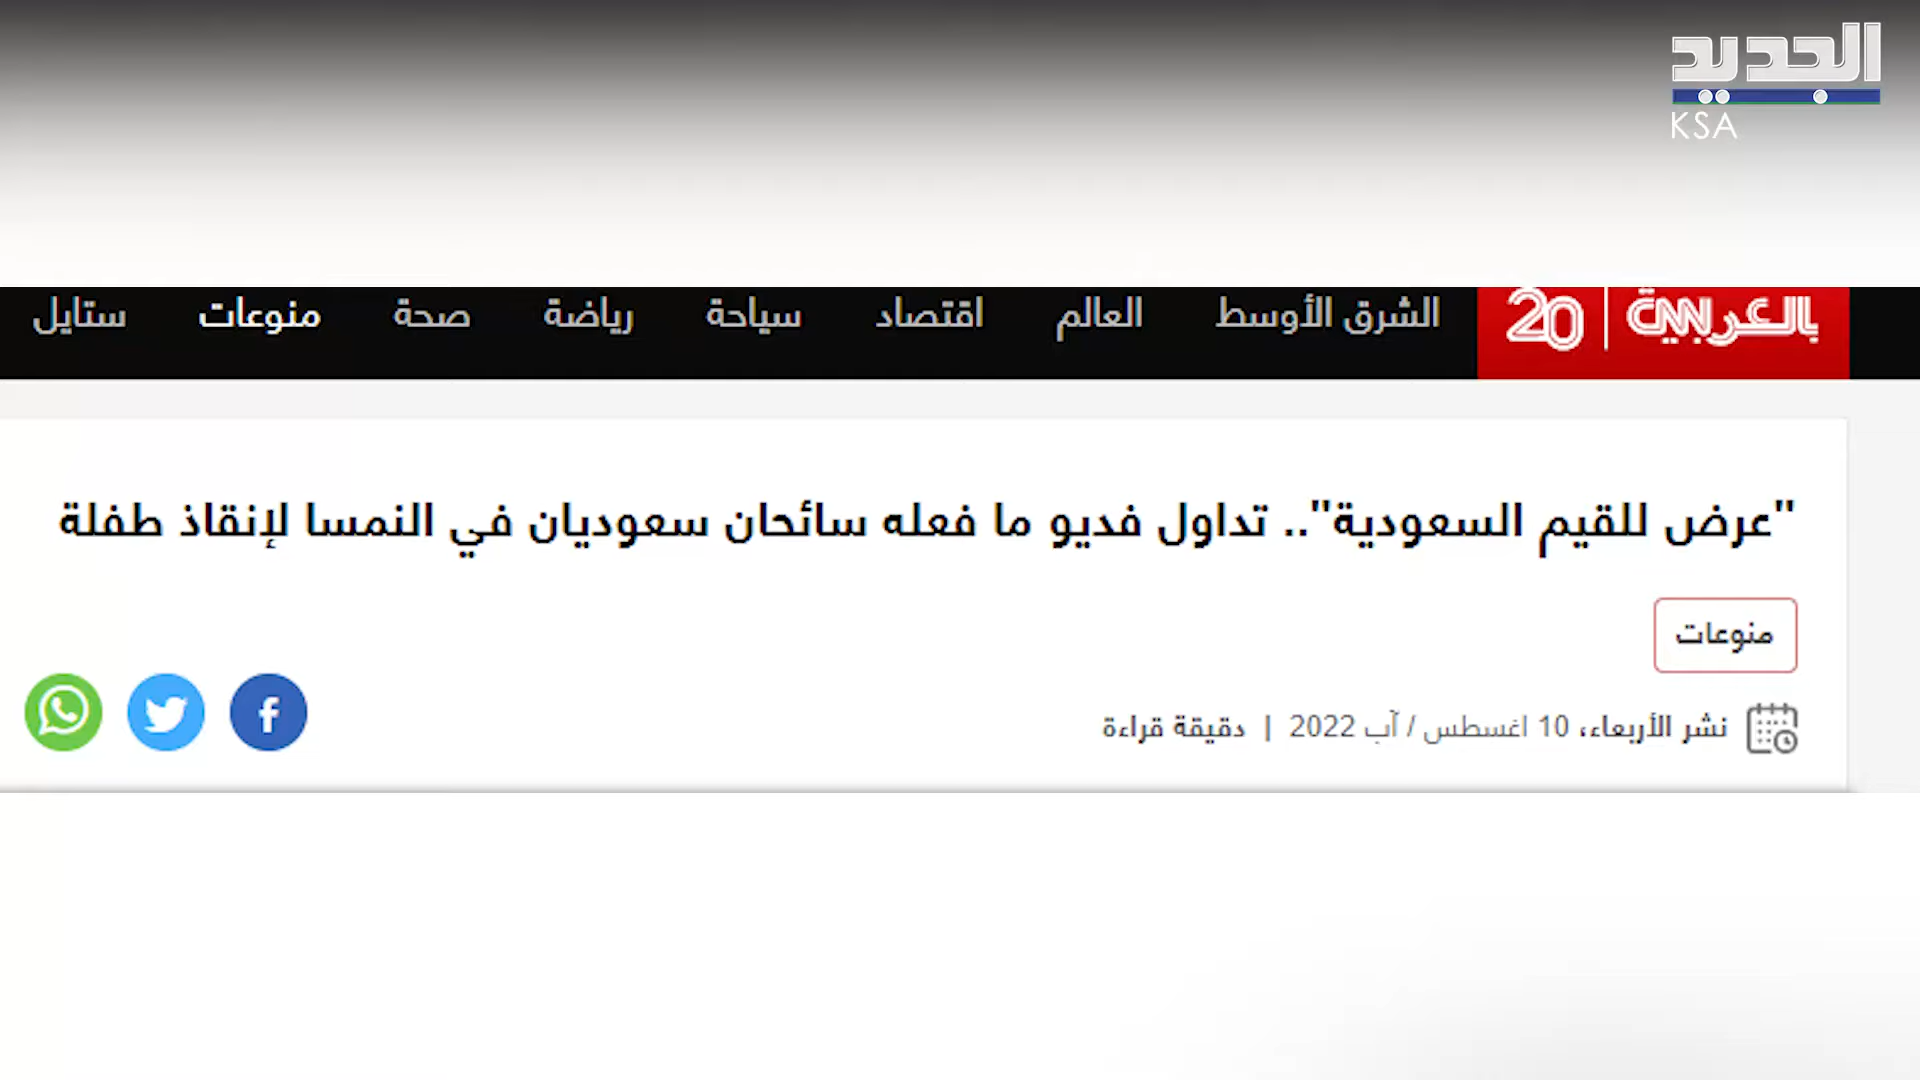 الجديد
KSA
بالعربية | 20
الشرق الأوسط العالم اقتصاد سياحة رياضة صحة منوعات ستايل
"عرض للقيم السعودية".. تداول فديو ما فعله سائحان سعوديان في النمسا لإنقاذ طفلة
منوعات
نشر الأربعاء، 10 اغسطس / آب 2022 | دقيقة قراءة